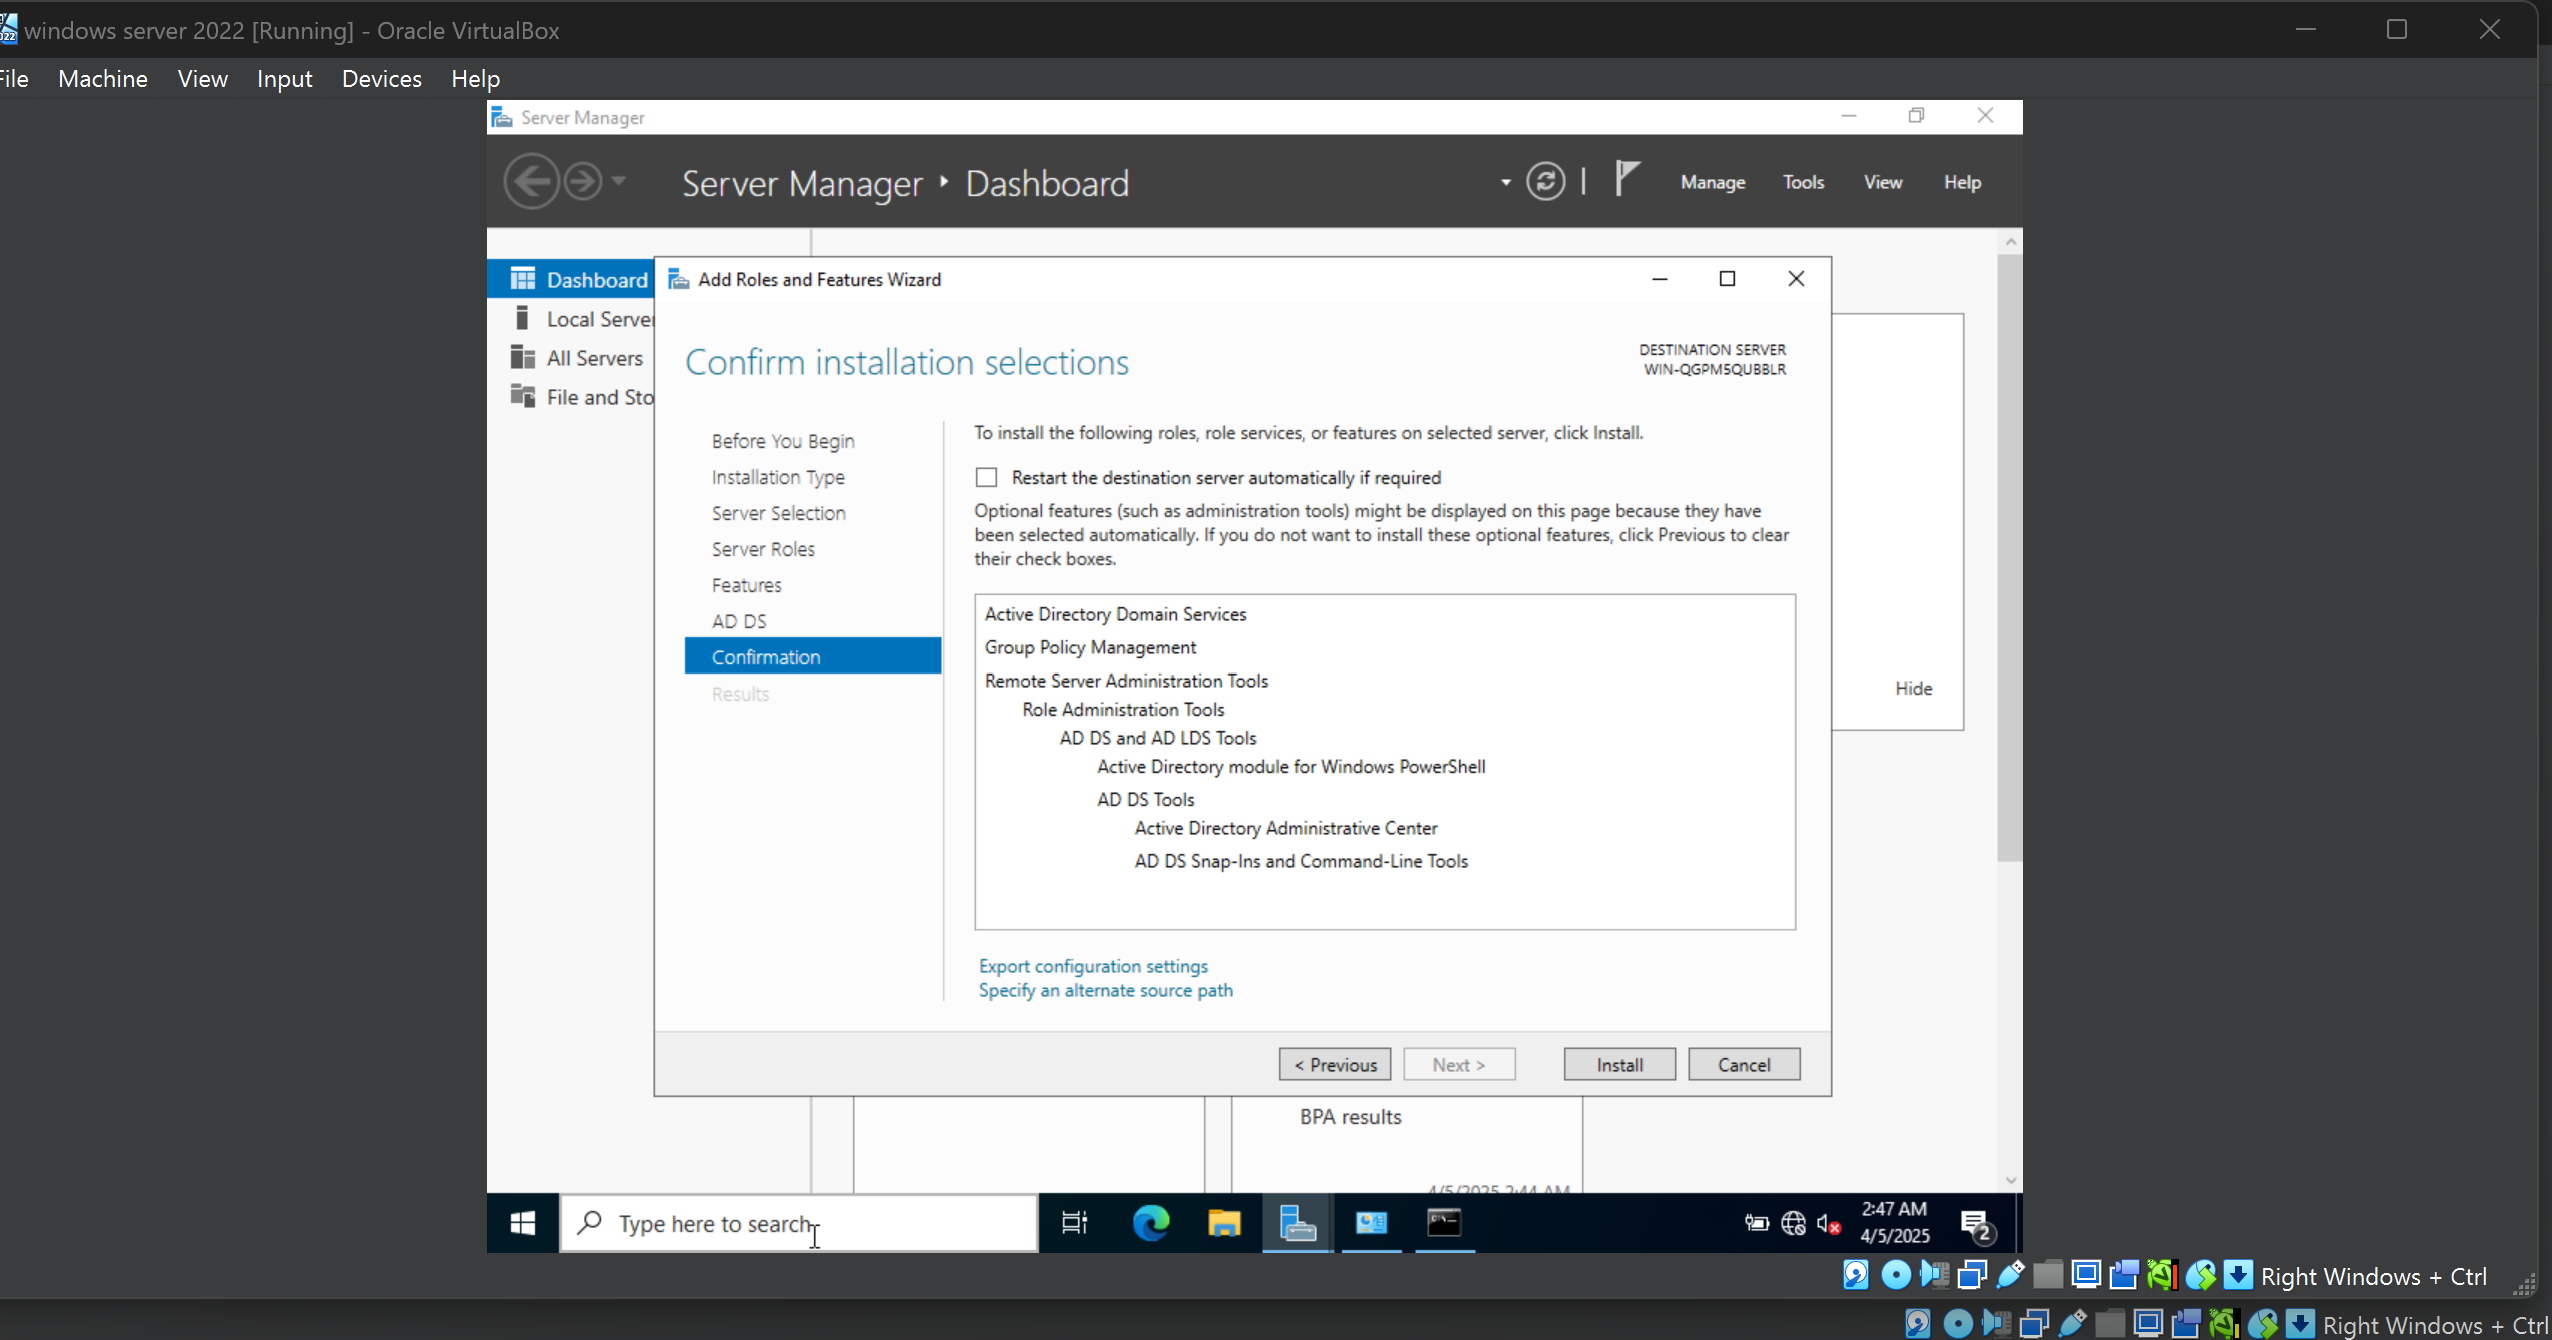 windows server 2022 [Running] - Oracle VirtualBox
File Machine View Input Devices Help
Server Manager
Server Manager Dashboard
Manage Tools View Help
Dashboard
Local Server
All Servers
File and Sto
Add Roles and Features Wizard
Confirm installation selections
DESTINATION SERVER
WIN-QGPM5QUBBLR
Before You Begin
Installation Type
Server Selection
Server Roles
Features
AD DS
Confirmation
Results
To install the following roles, role services, or features on selected server, click Install.
Restart the destination server automatically if required
Optional features (such as administration tools) might be displayed on this page because they have
been selected automatically. If you do not want to install these optional features, click Previous to clear
their check boxes.
Active Directory Domain Services
Group Policy Management
Remote Server Administration Tools
Role Administration Tools
AD DS and AD LDS Tools
Active Directory module for Windows PowerShell
AD DS Tools
Active Directory Administrative Center
AD DS Snap-Ins and Command-Line Tools
Export configuration settings
Specify an alternate source path
< Previous Next > Install Cancel
Hide
BPA results
4/5/2025 2:44 AM
Type here to search
2:47 AM
4/5/2025
2
Right Windows + Ctrl
Right Windows + Ctrl